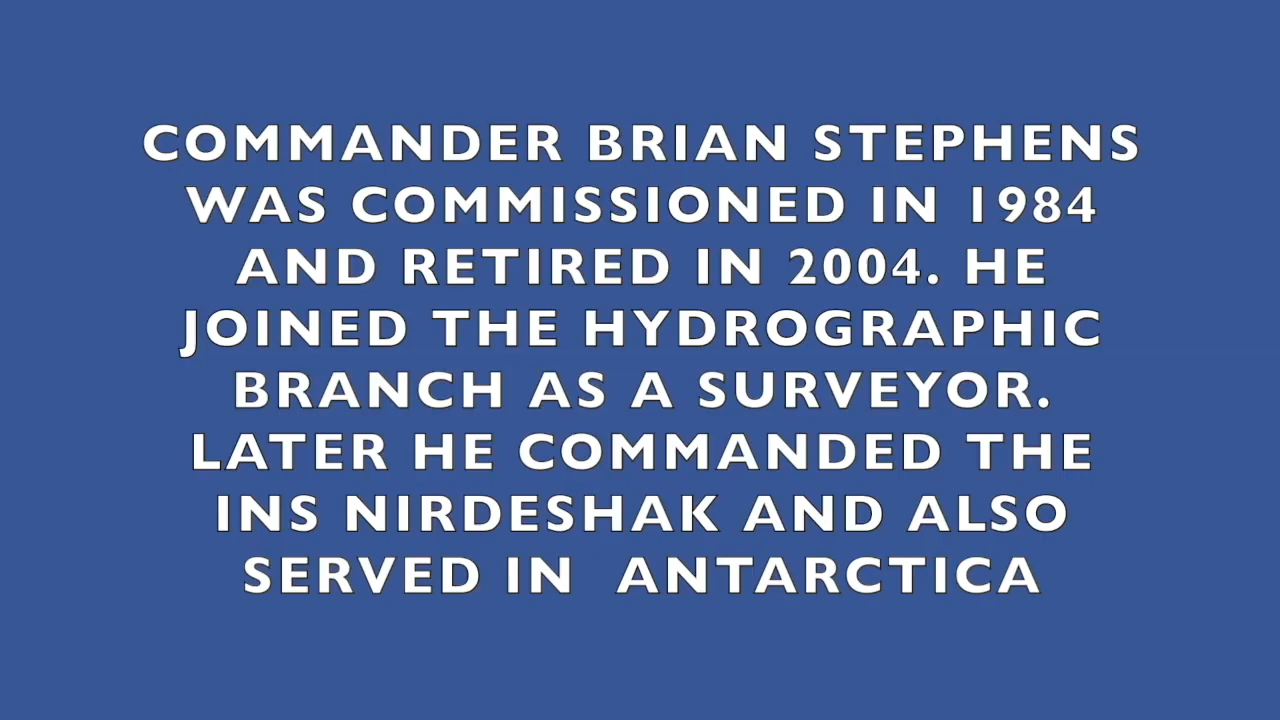 COMMANDER BRIAN STEPHENS
WAS COMMISSIONED IN 1984
AND RETIRED IN 2004. HE
JOINED THE HYDROGRAPHIC
BRANCH AS A SURVEYOR.
LATER HE COMMANDED THE
INS NIRDESHAK AND ALSO
SERVED IN  ANTARCTICA